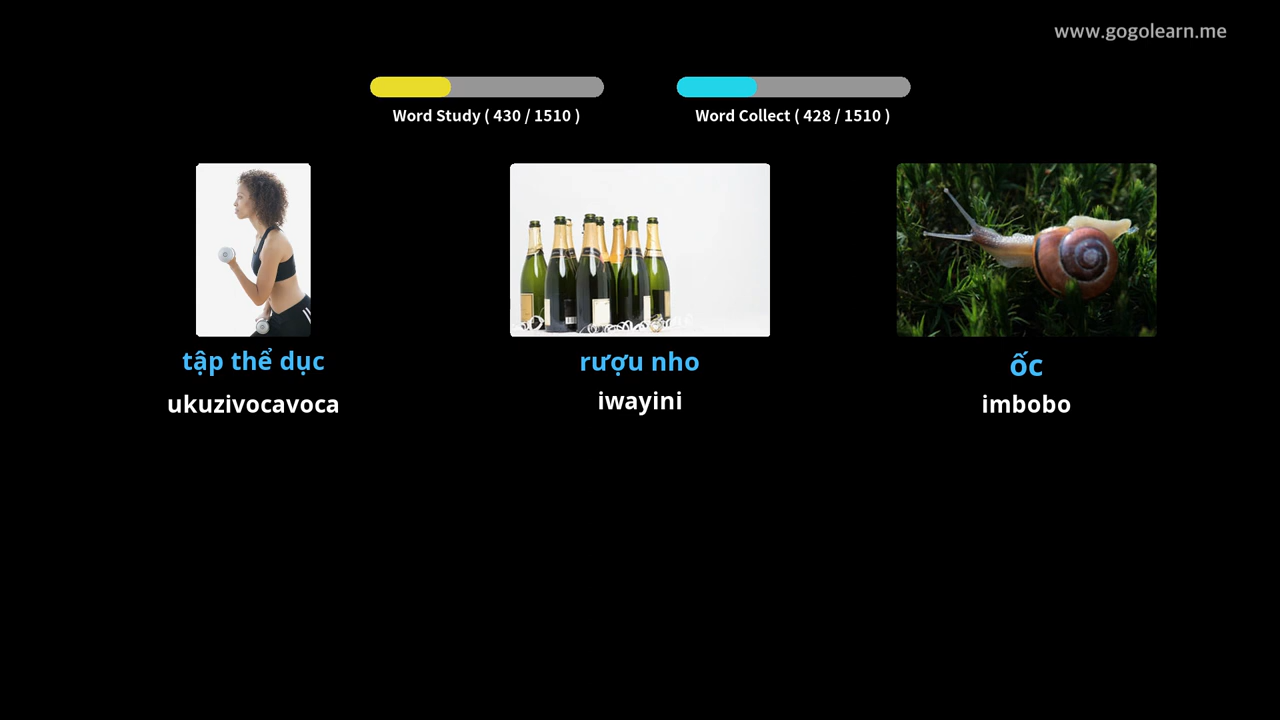 www.gogolearn.me
Word Study ( 430 / 1510 )
Word Collect ( 428 / 1510 )
tập thể dục
rượu nho
ốc
ukuzivocavoca
iwayini
imbobo